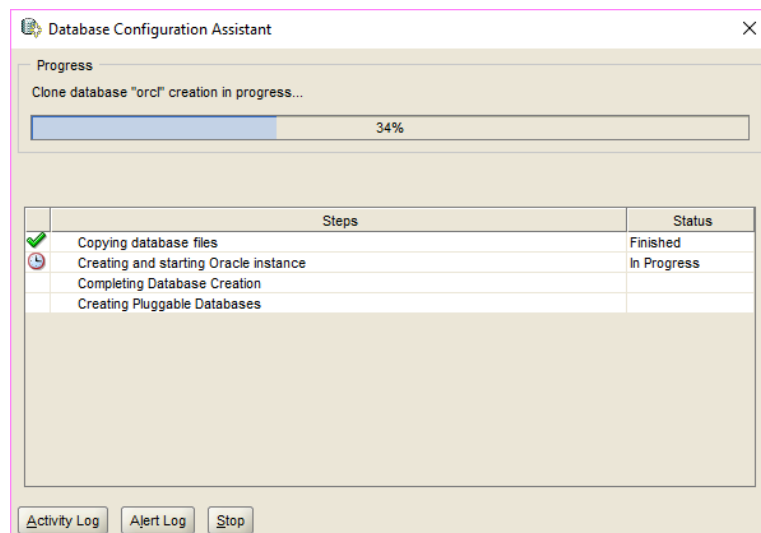 Database Configuration Assistant
Progress
Clone database "orcl" creation in progress...
34%
Steps Status
Copying database files Finished
Creating and starting Oracle instance In Progress
Completing Database Creation
Creating Pluggable Databases
Activity Log Alert Log Stop